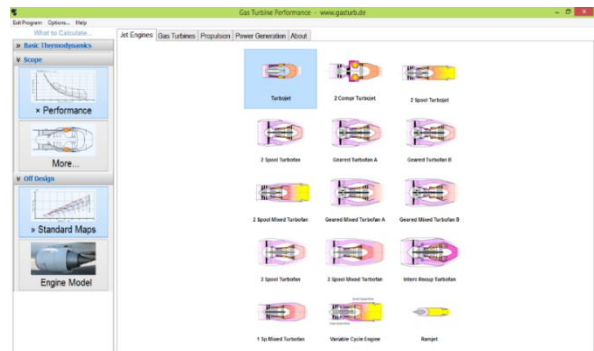 Gas Turbine Performance - www.gasturb.de
Exit Program Options... Help
What to Calculate...
Jet Engines Gas Turbines Propulsion Power Generation About
» Basic Thermodynamics
Scope
× Performance
More...
Off Design
» Standard Maps
Engine Model
Turbojet 2 Compr Turbojet 2 Spool Turbojet
2 Spool Turbofan Geared Turbofan A Geared Turbofan B
2 Spool Mixed Turbofan Geared Mixed Turbofan A Geared Mixed Turbofan B
3 Spool Turbofan 3 Spool Mixed Turbofan Interc Recup Turbofan
1 Sp Mixed Turbofan Variable Cycle Engine Ramjet